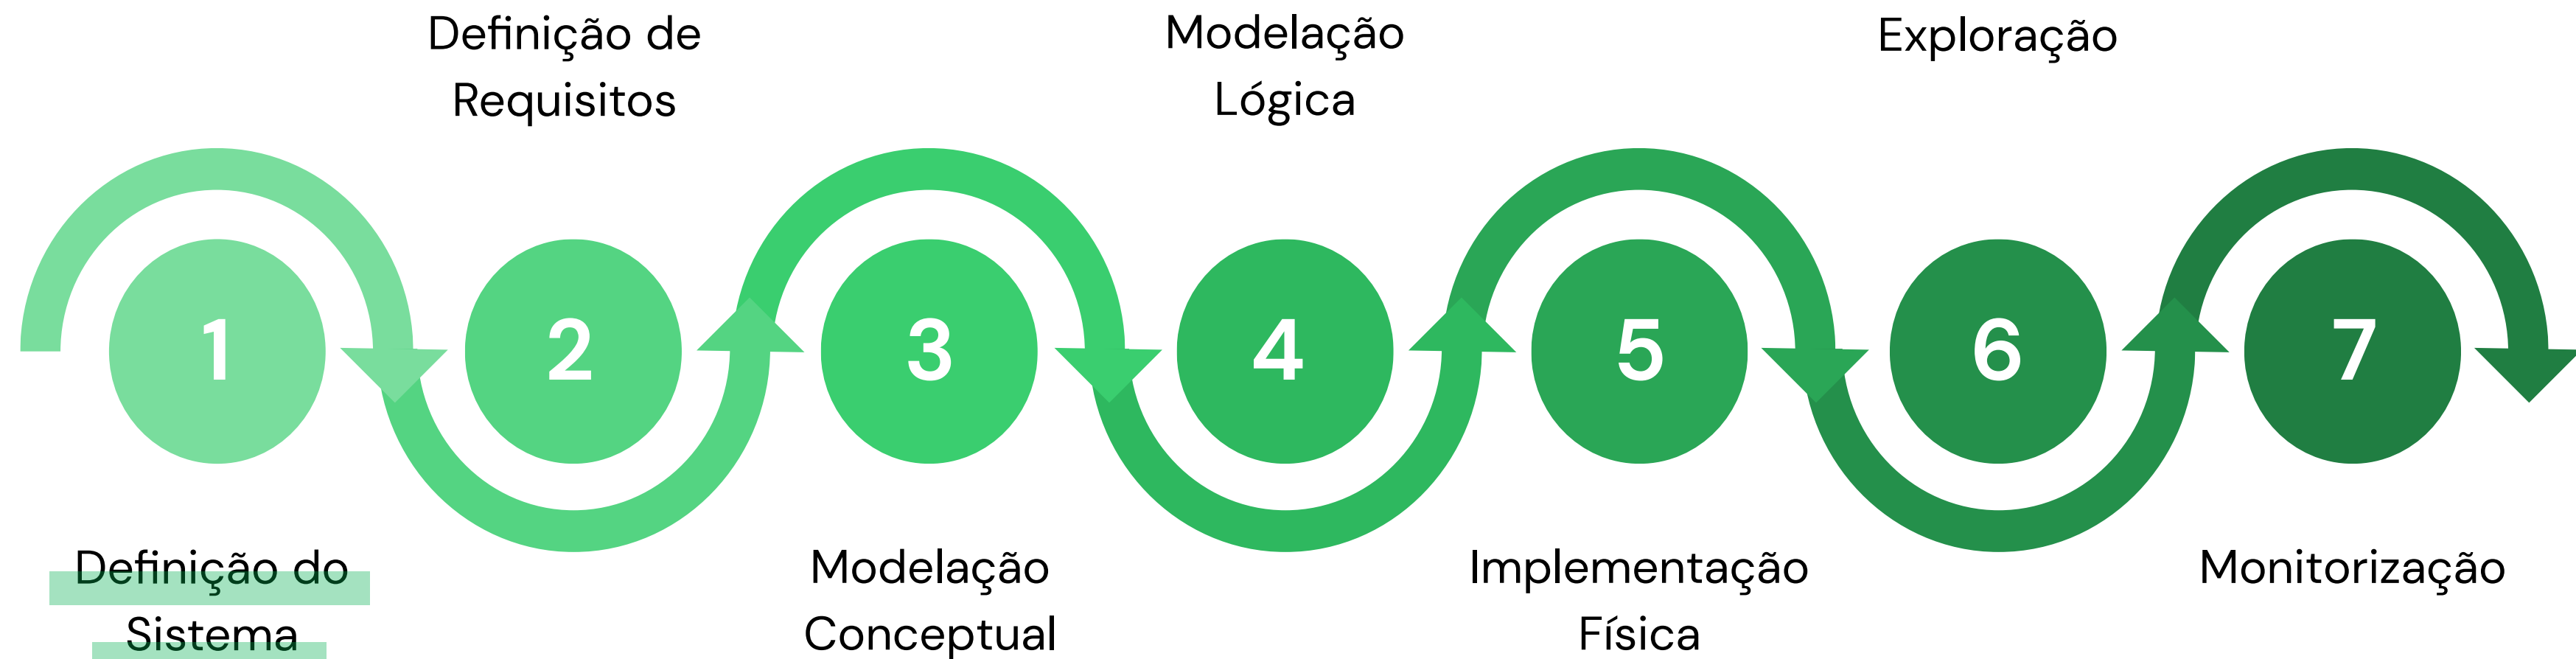 Definição de
Requisitos
Modelação
Lógica
Exploração
1
2
3
4
5
6
7
Definição do
Sistema
Modelação
Conceptual
Implementação
Física
Monitorização